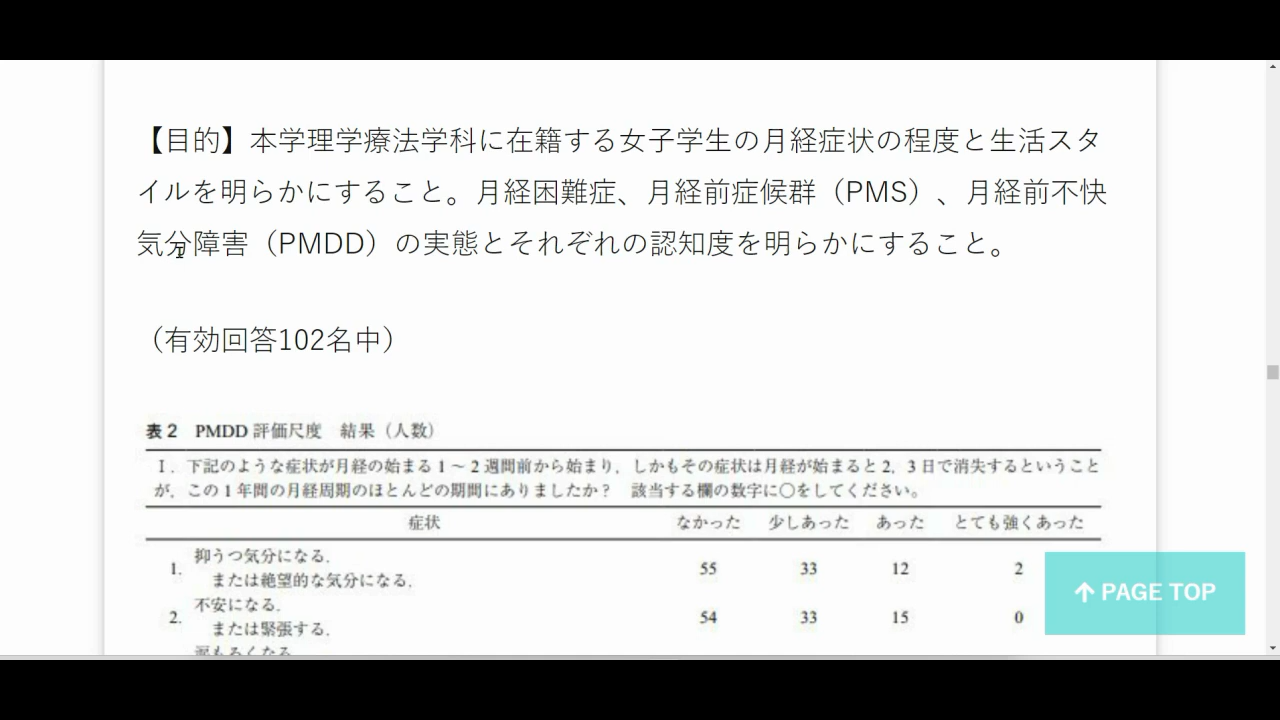 【目的】本学理学療法学科に在籍する女子学生の月経症状の程度と生活スタ
イルを明らかにすること。月経困難症、月経前症候群（PMS）、月経前不快
気分障害（PMDD）の実態とそれぞれの認知度を明らかにすること。
（有効回答102名中）
表2 PMDD 評価尺度 結果（人数）
Ⅰ．下記のような症状が月経の始まる1～2週間前から始まり，しかもその症状は月経が始まると2，3日で消失するということ
が，この1年間の月経周期のほとんどの期間にありましたか？ 該当する欄の数字に○をしてください。
症状 なかった 少しあった あった とても強くあった
1. 抑うつ気分になる．
または絶望的な気分になる．
55 33 12 2
2. 不安になる．
または緊張する．
54 33 15 0
涙もろくなる
↑ PAGE TOP